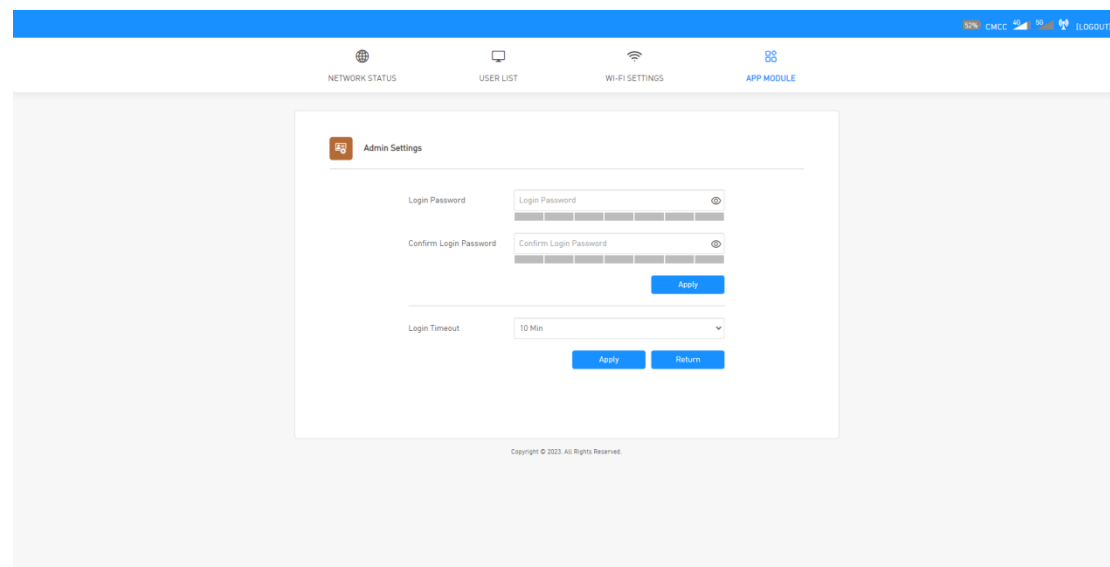 52% CMCC 4G 5G [LOGOUT]
NETWORK STATUS USER LIST WI-FI SETTINGS APP MODULE
Admin Settings
Login Password Login Password
Confirm Login Password Confirm Login Password
Apply
Login Timeout 10 Min
Apply Return
Copyright © 2023. All Rights Reserved.